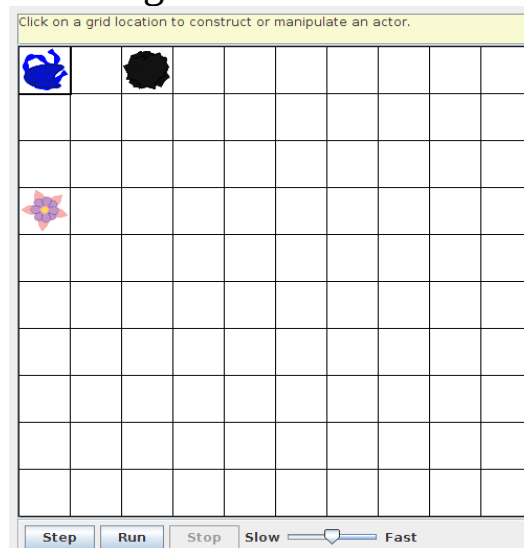 Click on a grid location to construct or manipulate an actor.
Step Run Stop Slow Fast